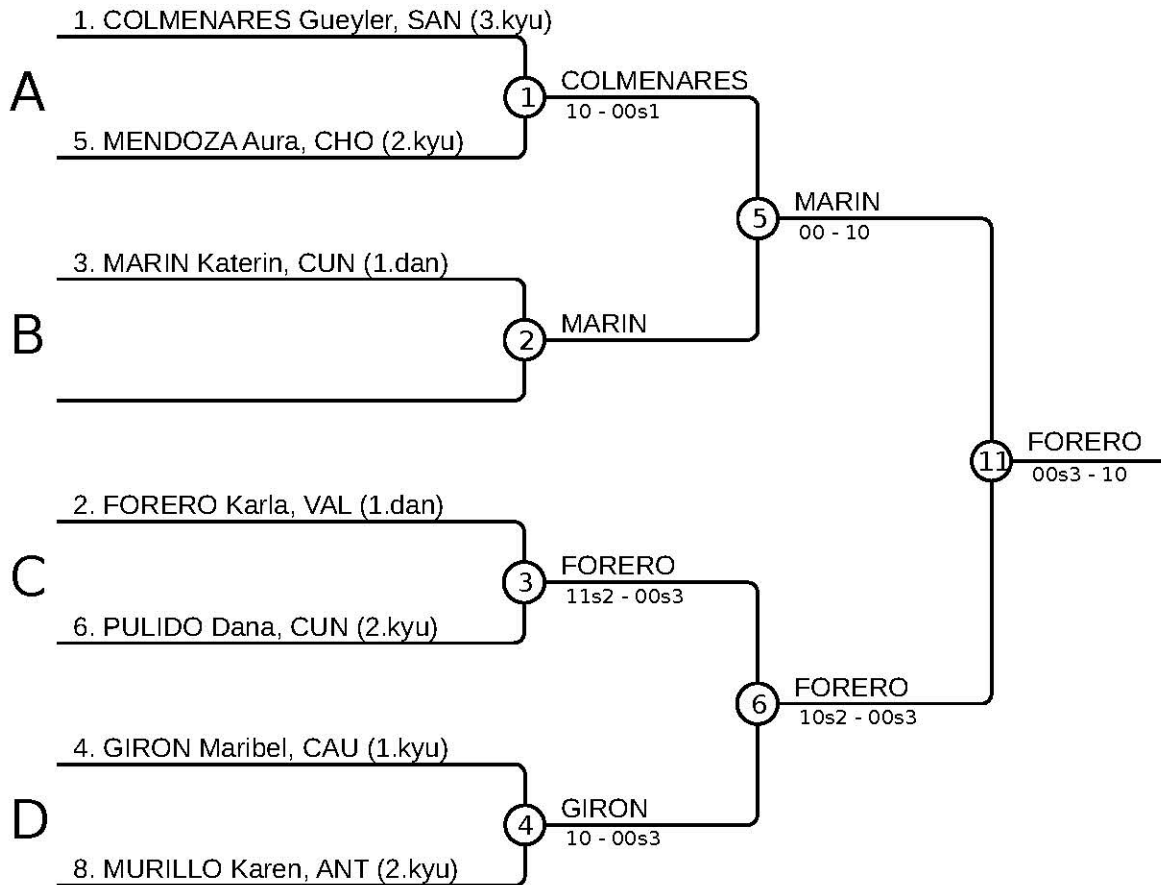 1. COLMENARES Gueyler, SAN (3.kyu)
A
1
COLMENARES
10 - 00s1
5. MENDOZA Aura, CHO (2.kyu)
5
MARIN
00 - 10
3. MARIN Katerin, CUN (1.dan)
B
2
MARIN
11
FORERO
00s3 - 10
2. FORERO Karla, VAL (1.dan)
C
3
FORERO
11s2 - 00s3
6. PULIDO Dana, CUN (2.kyu)
6
FORERO
10s2 - 00s3
4. GIRON Maribel, CAU (1.kyu)
D
4
GIRON
10 - 00s3
8. MURILLO Karen, ANT (2.kyu)